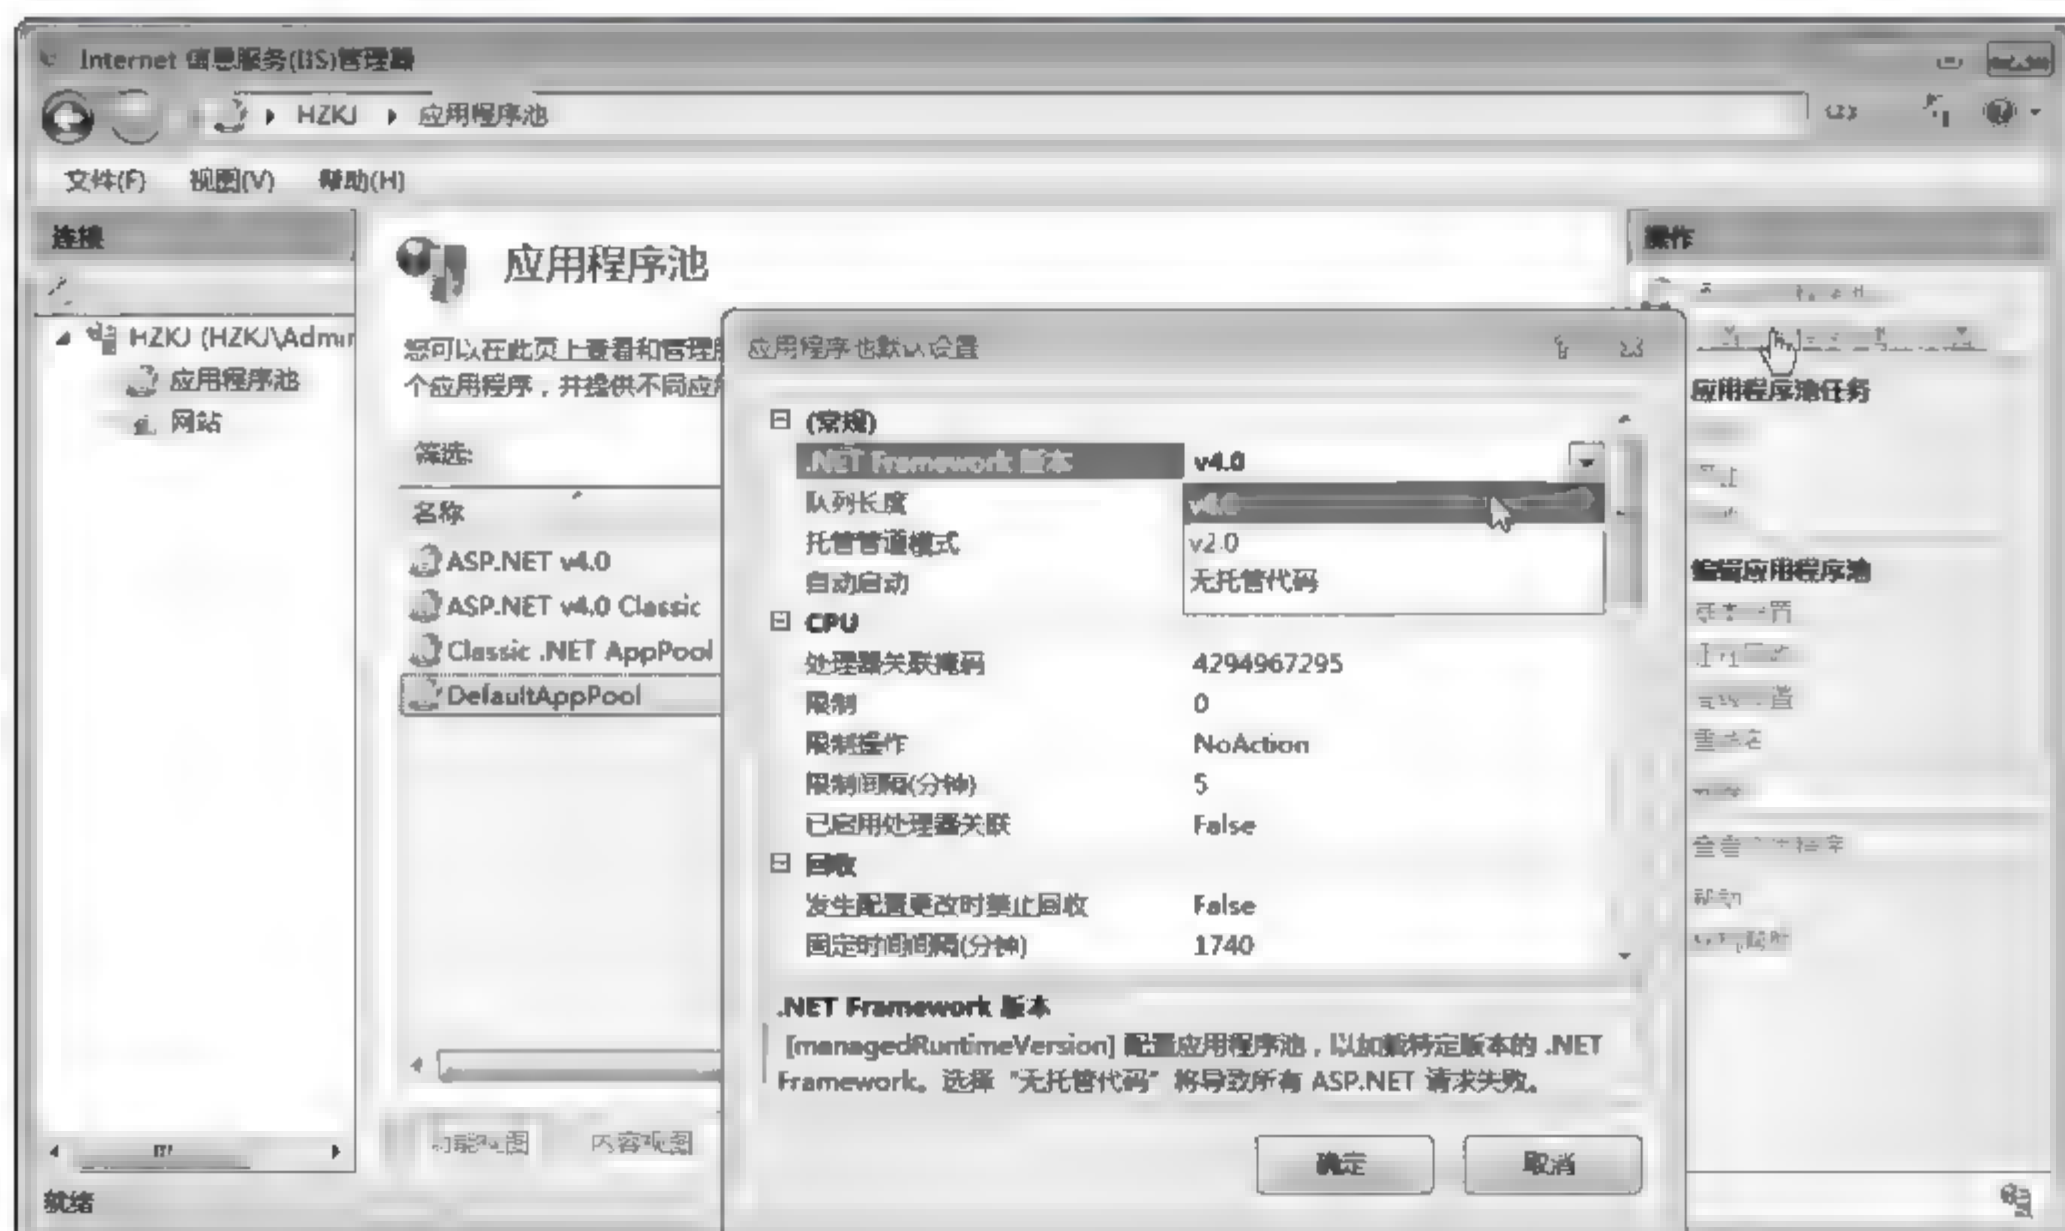 Internet 信息服务(IIS)管理器
HZKJ 应用程序池
文件(F) 视图(V) 帮助(H)
连接
HZKJ (HZKJ\Admir
应用程序池
网站
应用程序池
您可以在此页上查看和管理
个应用程序，并提供不同应
筛选:
名称
ASP.NET v4.0
ASP.NET v4.0 Classic
Classic .NET AppPool
DefaultAppPool
内容视图
就绪
应用程序池默认设置
(常规)
.NET Framework 版本 v4.0
队列长度 v4.0
托管管道模式 v2.0
自动启动 无托管代码
CPU
处理器关联掩码 4294967295
限制 0
限制操作 NoAction
限制间隔(分钟) 5
已启用处理器关联 False
回收
发生配置更改时禁止回收 False
固定时间间隔(分钟) 1740
.NET Framework 版本
[managedRuntimeVersion] 配置应用程序池，以加载特定版本的 .NET
Framework。选择 "无托管代码" 将导致所有 ASP.NET 请求失败。
确定 取消
操作
应用程序池任务
编辑应用程序池